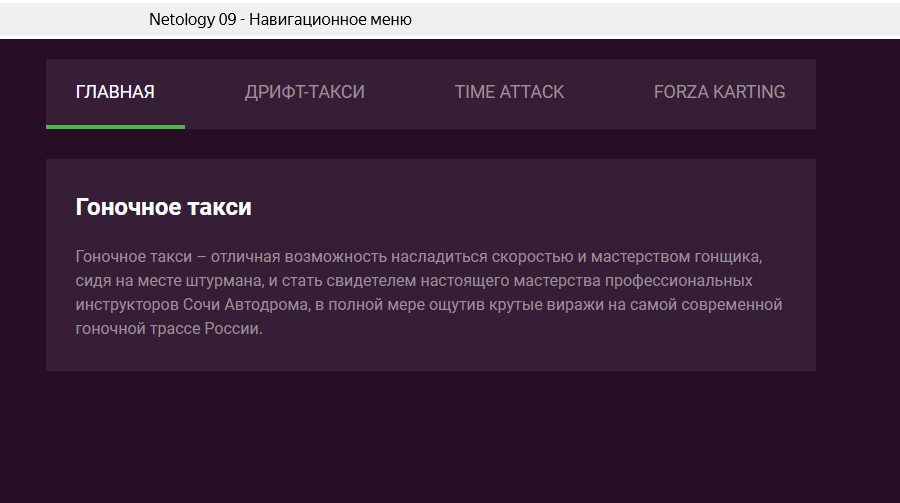 Netology 09 - Навигационное меню
ГЛАВНАЯ ДРИФТ-ТАКСИ TIME ATTACK FORZA KARTING
Гоночное такси
Гоночное такси – отличная возможность насладиться скоростью и мастерством гонщика,
сидя на месте штурмана, и стать свидетелем настоящего мастерства профессиональных
инструкторов Сочи Автодрома, в полной мере ощутив крутые виражи на самой современной
гоночной трассе России.